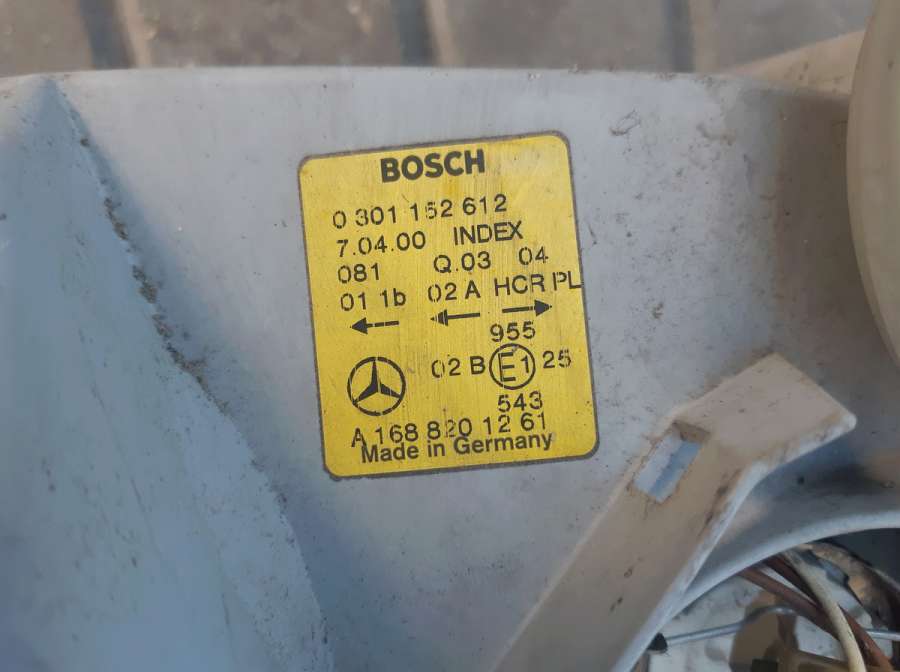 BOSCH
0 301 152 612
7.04.00 INDEX
081 Q.03 04
01 1b 02 A HCR PL
955
02 B E1 25
543
A 168 820 12 61
Made in Germany